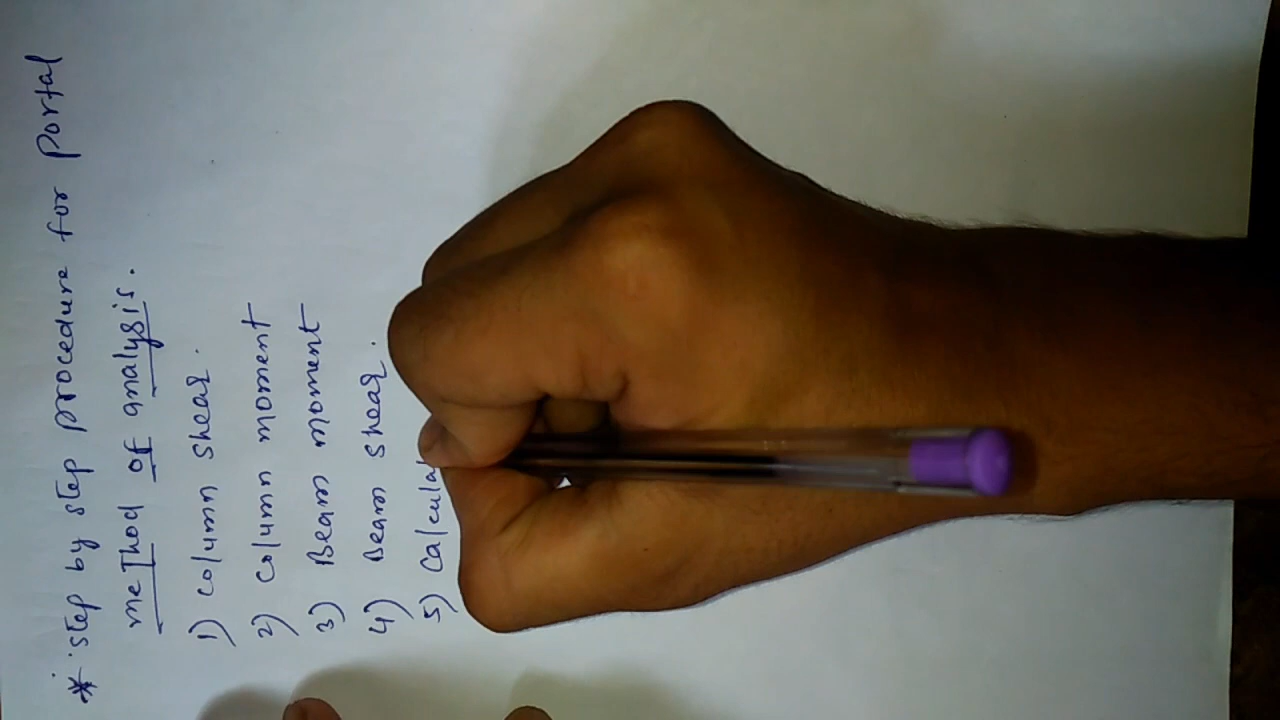 * step by step procedure for portal
method of analysis.
1) column shear.
2) column moment
3) Beam moment
4) Beam shear.
5) calculat